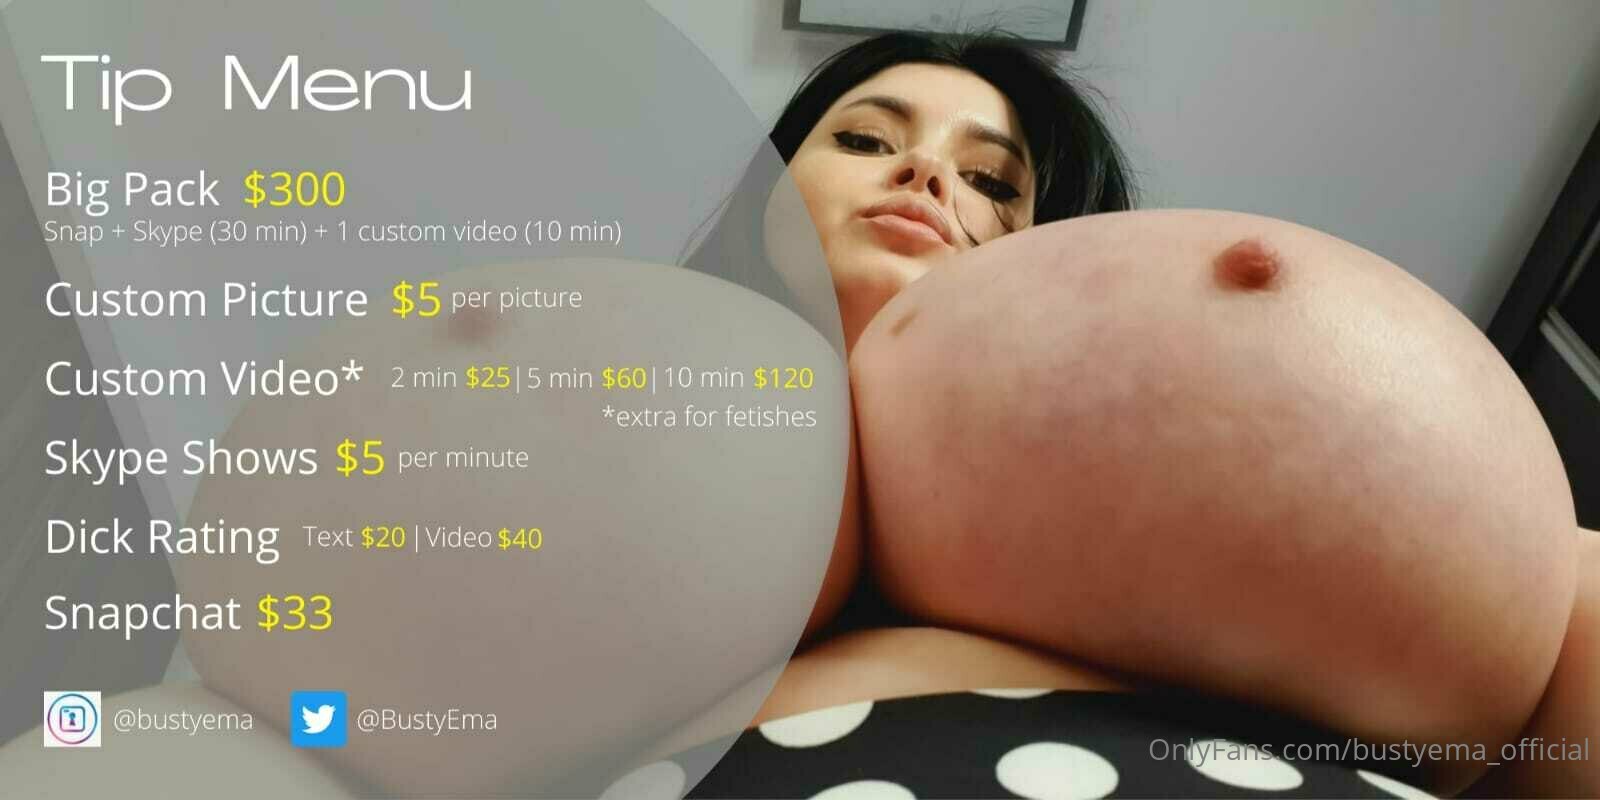 Tip Menu
Big Pack $300
Snap + Skype (30 min) + 1 custom video (10 min)
Custom Picture $5 per picture
Custom Video* 2 min $25|5 min $60|10 min $120
*extra for fetishes
Skype Shows $5 per minute
Dick Rating Text $20 |Video $40
Snapchat $33
@bustyema @BustyEma
OnlyFans.com/bustyema_official